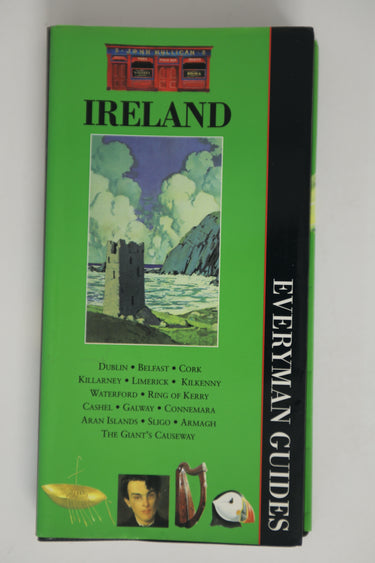 JOHN MULLIGAN
IRELAND
DUBLIN • BELFAST • CORK
KILLARNEY • LIMERICK • KILKENNY
WATERFORD • RING OF KERRY
CASHEL • GALWAY • CONNEMARA
ARAN ISLANDS • SLIGO • ARMAGH
THE GIANT'S CAUSEWAY
EVERYMAN GUIDES